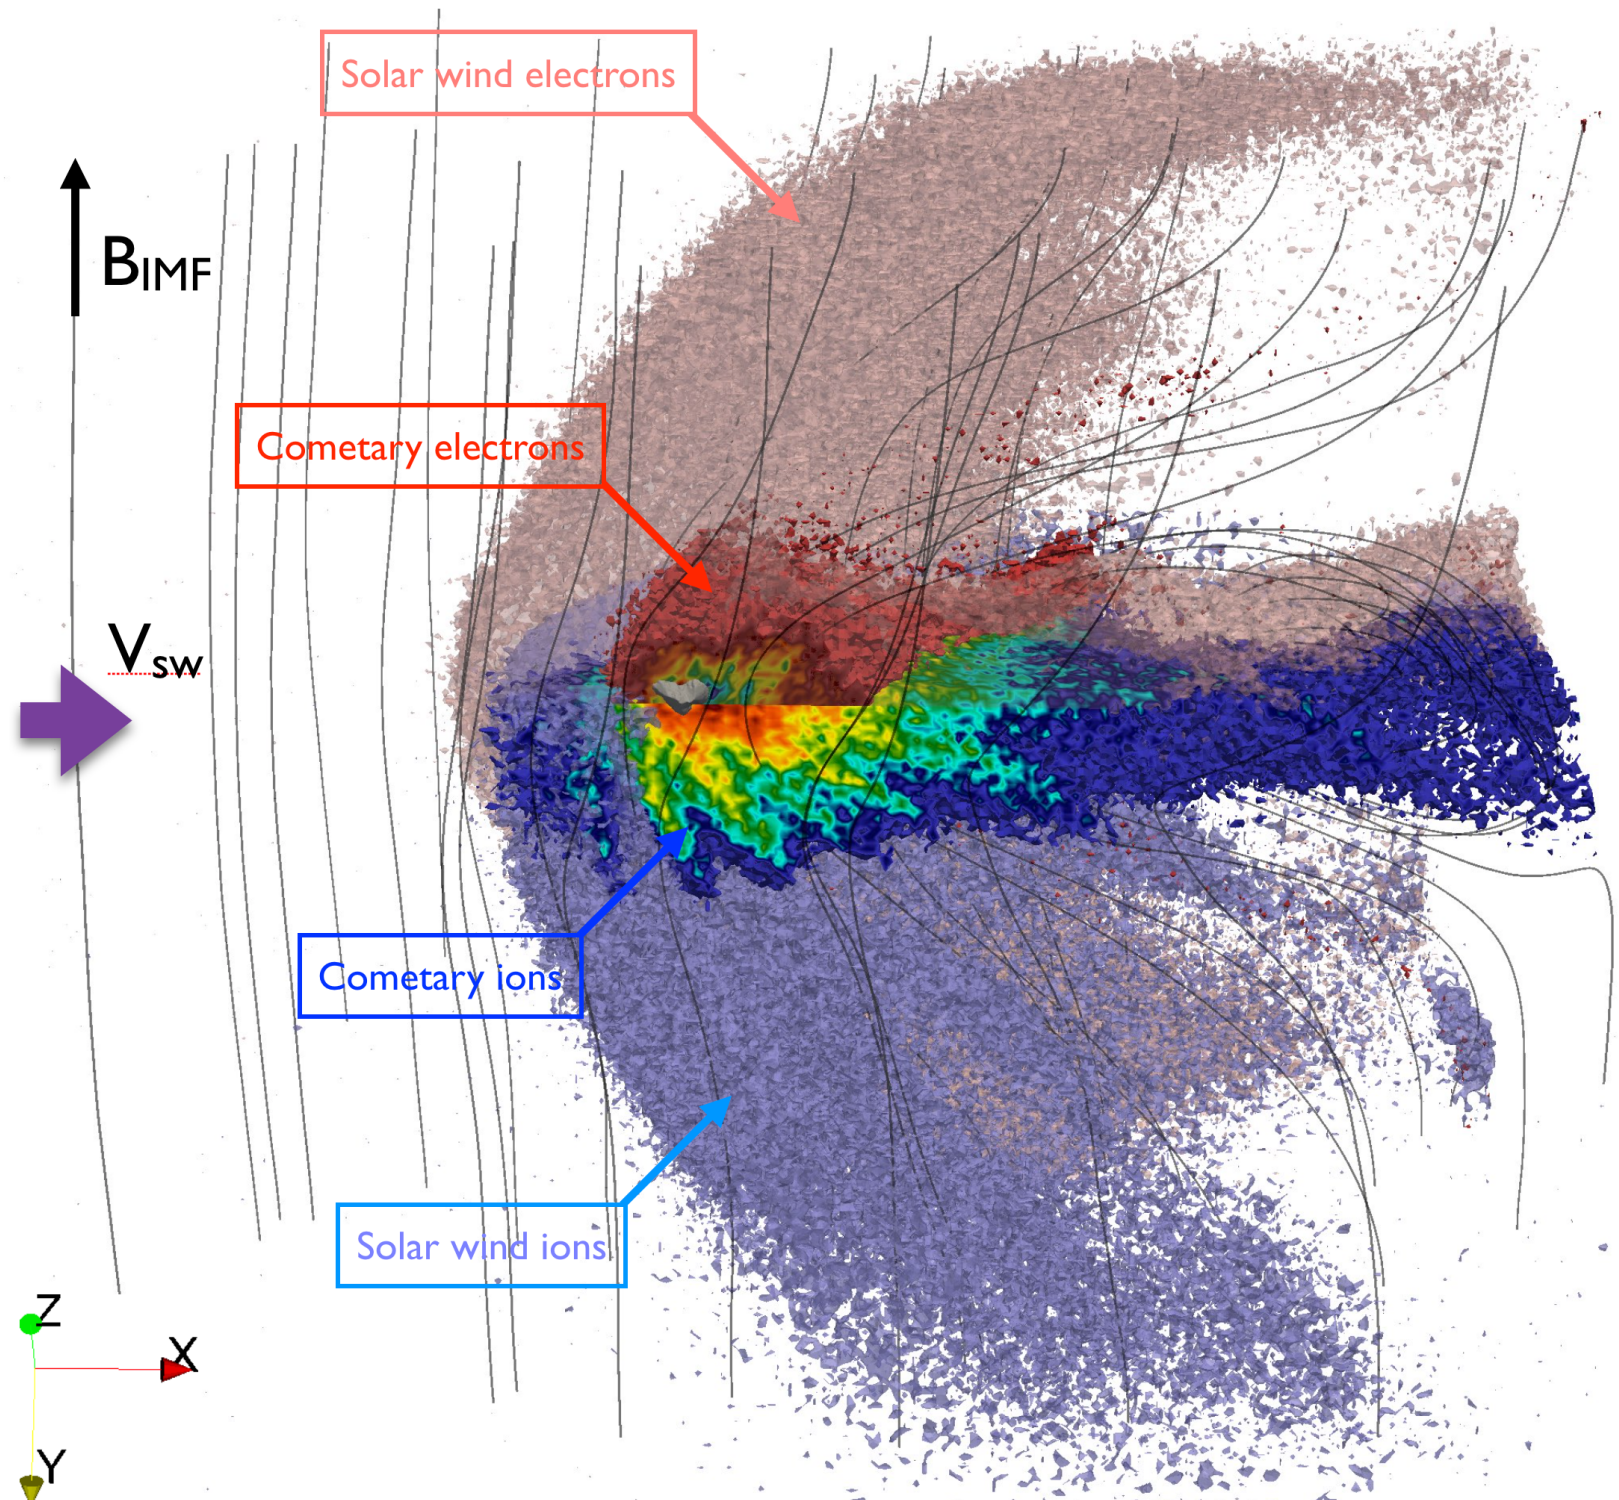 Solar wind electrons
BIMF
Cometary electrons
Vsw
Cometary ions
Solar wind ions
Z
X
Y